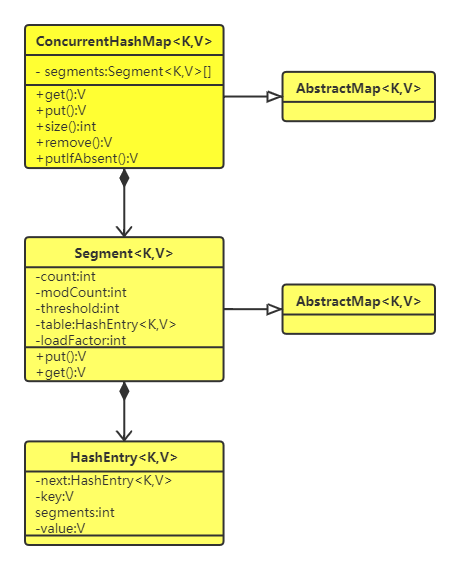 ConcurrentHashMap<K,V>
- segments:Segment<K,V>[]
+get():V
+put():V
+size():int
+remove():V
+putIfAbsent():V
AbstractMap<K,V>
Segment<K,V>
-count:int
-modCount:int
-threshold:int
-table:HashEntry<K,V>
-loadFactor:int
+put():V
+get():V
AbstractMap<K,V>
HashEntry<K,V>
-next:HashEntry<K,V>
-key:V
segments:int
-value:V